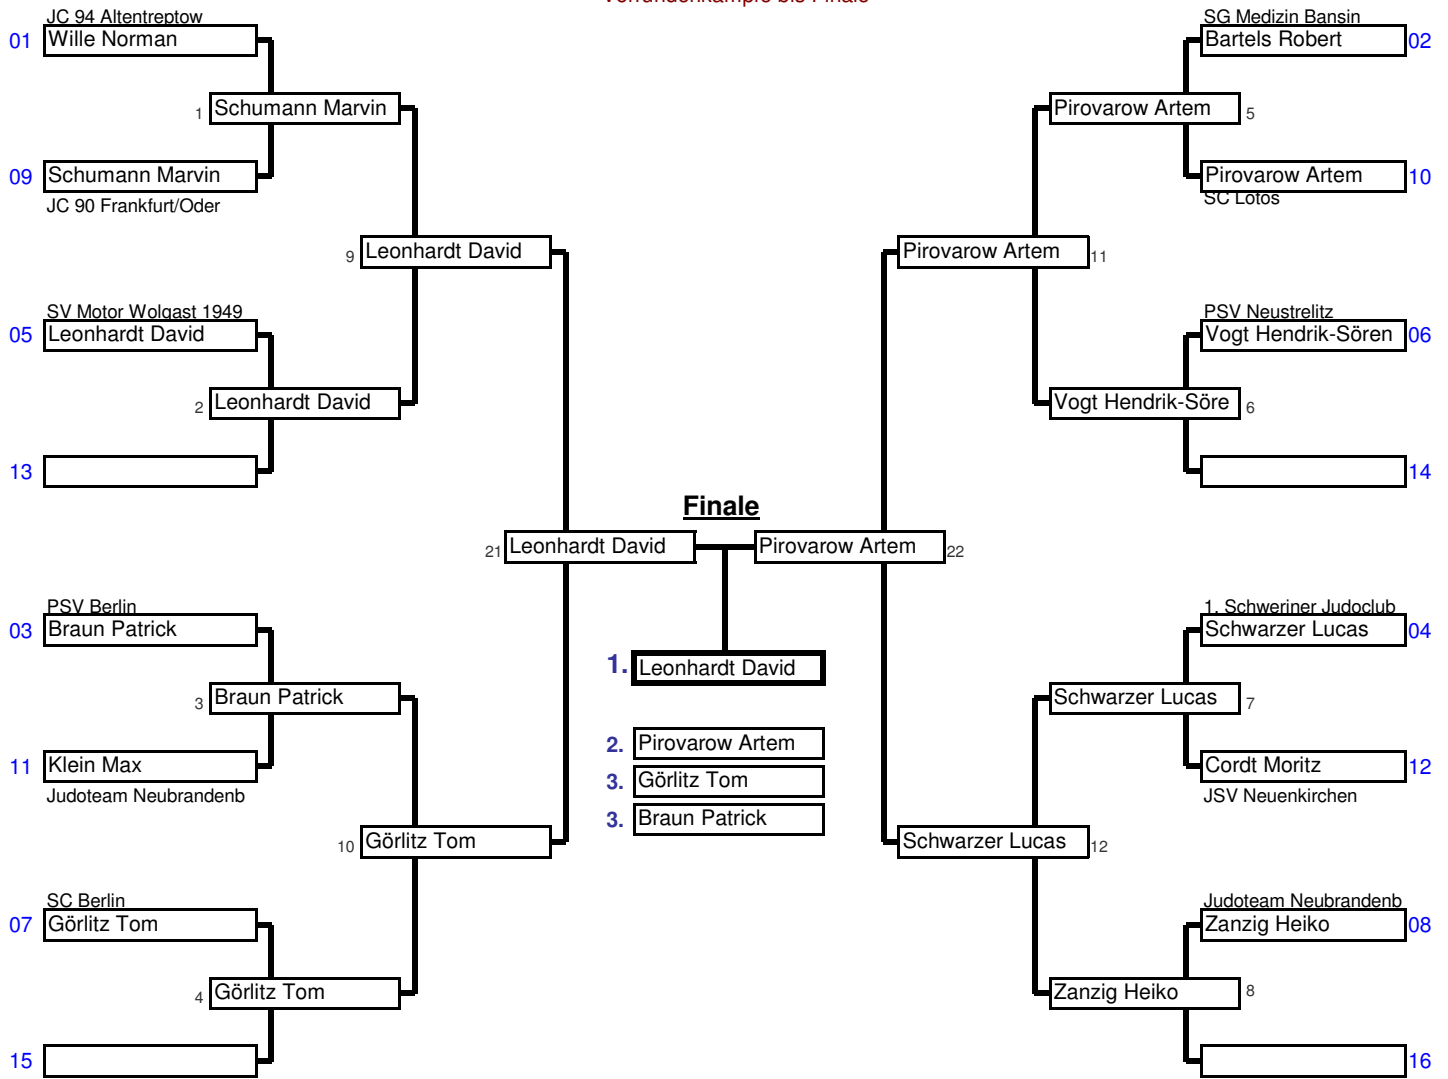 Vorrundenkämpfe bis Finale
JC 94 Altentreptow
01 Wille Norman
1 Schumann Marvin
09 Schumann Marvin
JC 90 Frankfurt/Oder
9 Leonhardt David
SV Motor Wolgast 1949
05 Leonhardt David
2 Leonhardt David
13
21 Leonhardt David
PSV Berlin
03 Braun Patrick
3 Braun Patrick
11 Klein Max
Judoteam Neubrandenb
10 Görlitz Tom
SC Berlin
07 Görlitz Tom
4 Görlitz Tom
15
Finale
1. Leonhardt David
2. Pirovarow Artem
3. Görlitz Tom
3. Braun Patrick
SG Medizin Bansin
Bartels Robert 02
Pirovarow Artem 5
Pirovarow Artem 10
SC Lotos
Pirovarow Artem 11
PSV Neustrelitz
Vogt Hendrik-Sören 06
Vogt Hendrik-Söre 6
14
Pirovarow Artem 22
1. Schweriner Judoclub
Schwarzer Lucas 04
Schwarzer Lucas 7
Cordt Moritz 12
JSV Neuenkirchen
Schwarzer Lucas 12
Judoteam Neubrandenb
Zanzig Heiko 08
Zanzig Heiko 8
16